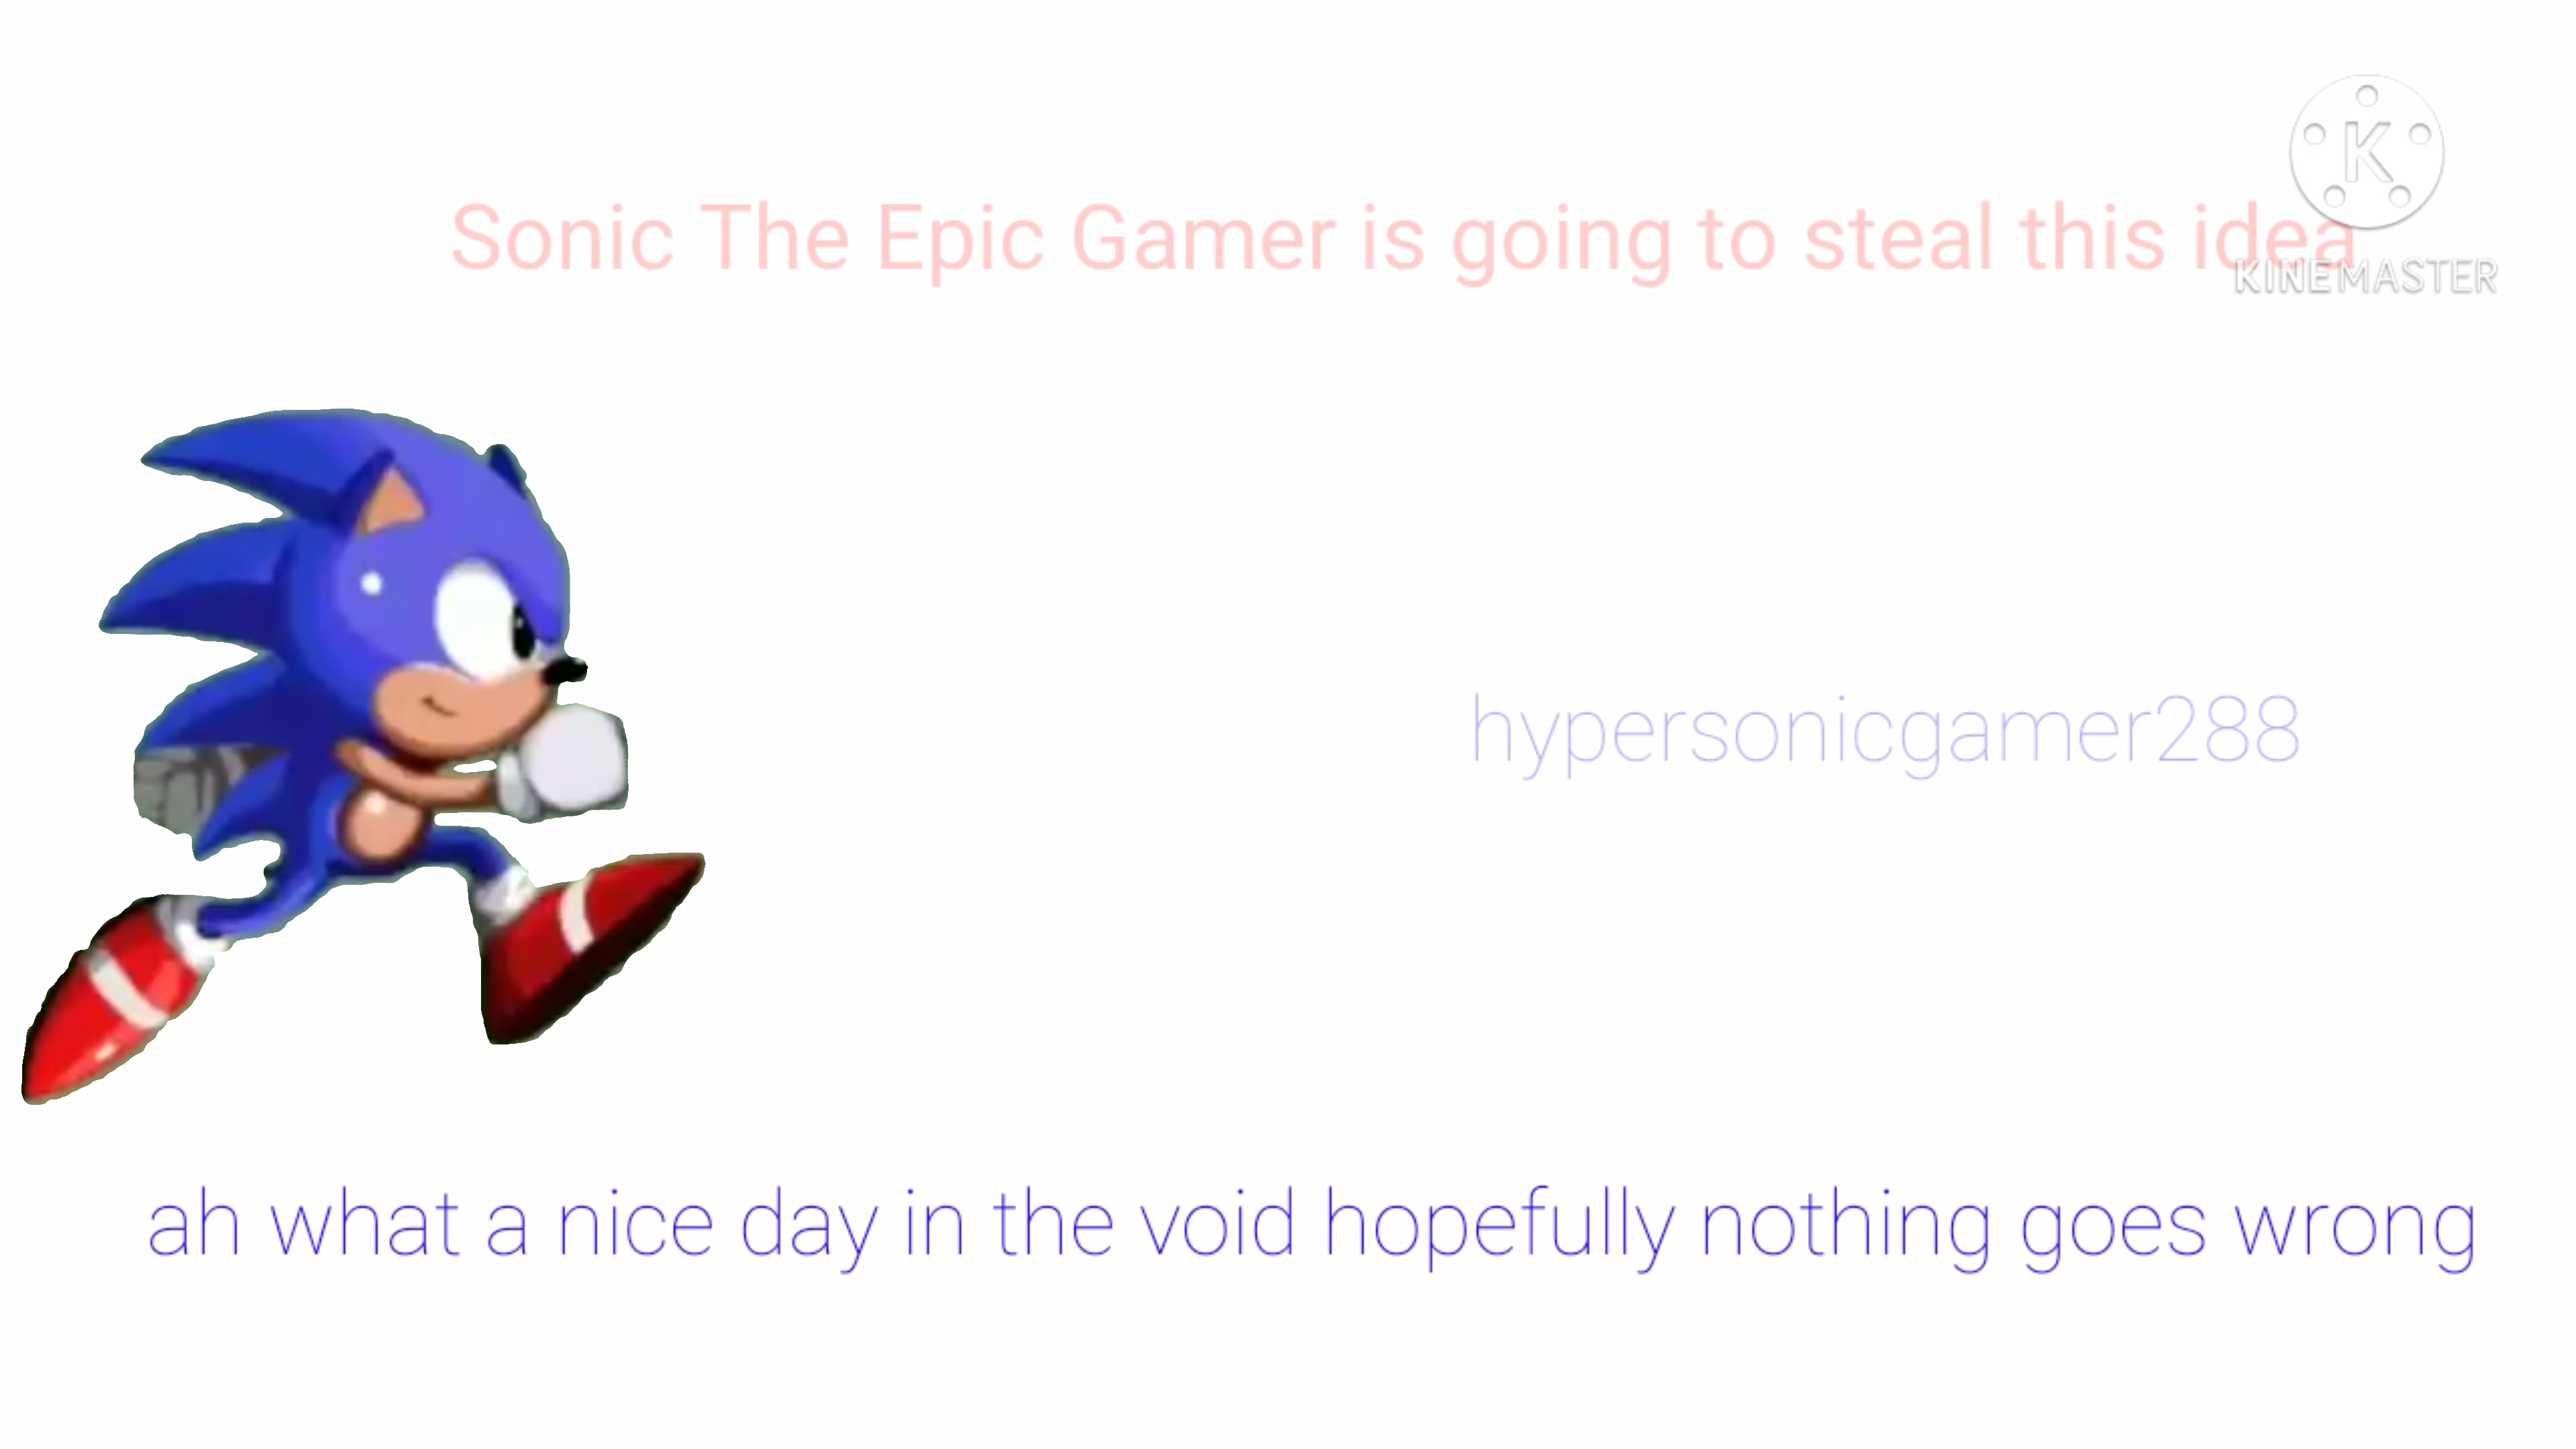 Sonic The Epic Gamer is going to steal this idea
K
KINEMASTER
hypersonicgamer288
ah what a nice day in the void hopefully nothing goes wrong